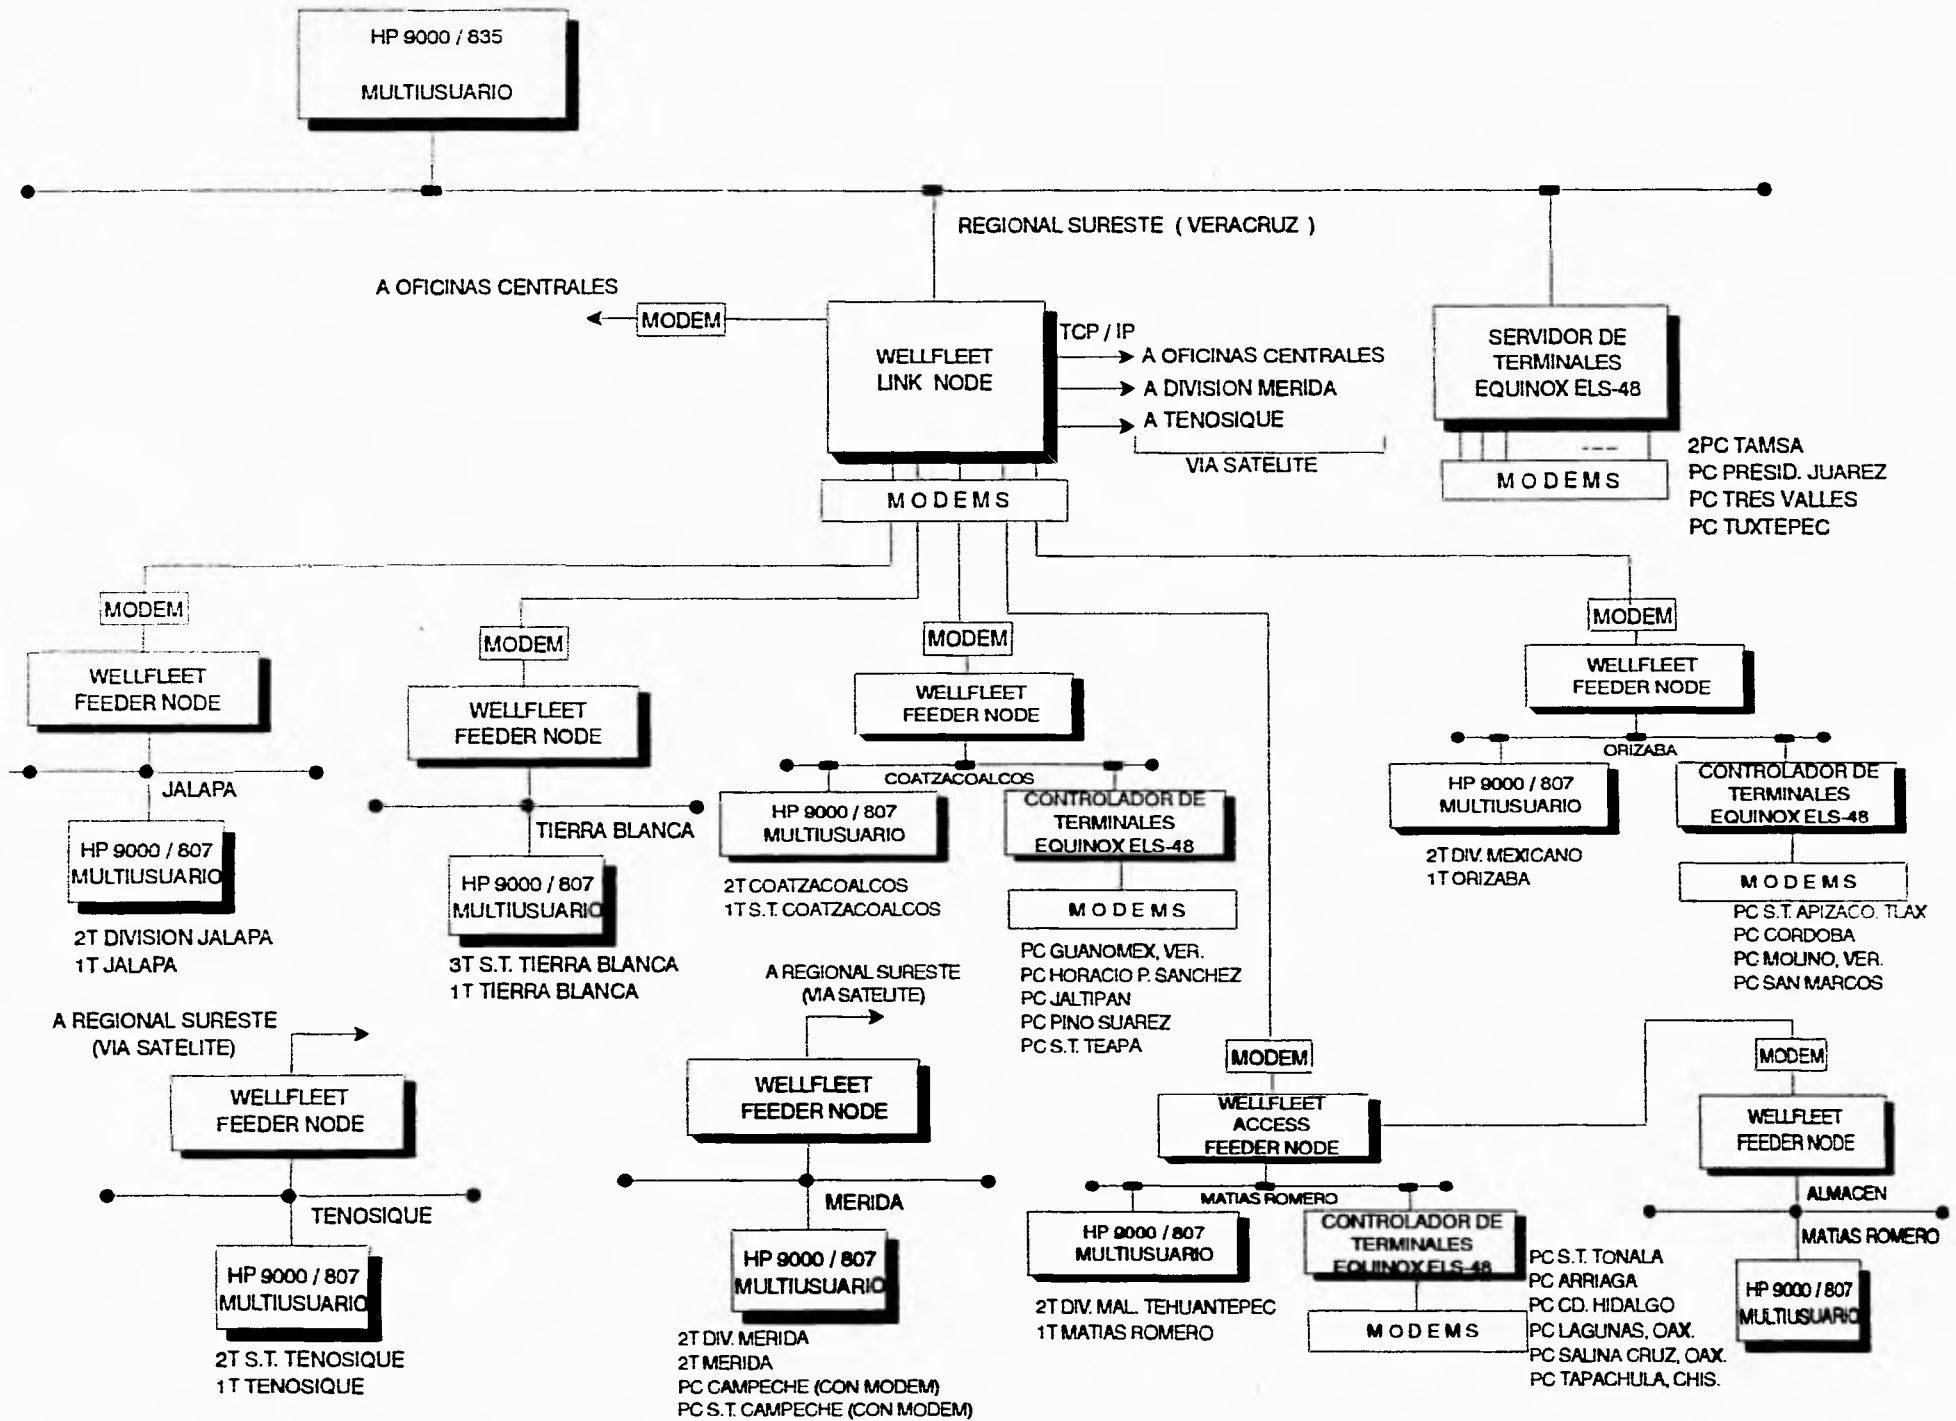 HP 9000 / 835
MULTIUSUARIO
REGIONAL SURESTE ( VERACRUZ )
A OFICINAS CENTRALES
MODEM
WELLFLEET
LINK NODE
TCP / IP
A OFICINAS CENTRALES
A DIVISION MERIDA
A TENOSIQUE
VIA SATELITE
SERVIDOR DE
TERMINALES
EQUINOX ELS-48
MODEMS
2PC TAMSA
PC PRESID. JUAREZ
PC TRES VALLES
PC TUXTEPEC
MODEMS
MODEM
WELLFLEET
FEEDER NODE
JALAPA
HP 9000 / 807
MULTIUSUARIO
2T DIVISION JALAPA
1T JALAPA
MODEM
WELLFLEET
FEEDER NODE
TIERRA BLANCA
HP 9000 / 807
MULTIUSUARIO
3T S.T. TIERRA BLANCA
1T TIERRA BLANCA
MODEM
WELLFLEET
FEEDER NODE
COATZACOALCOS
HP 9000 / 807
MULTIUSUARIO
2T COATZACOALCOS
1T S.T. COATZACOALCOS
CONTROLADOR DE
TERMINALES
EQUINOX ELS-48
MODEMS
PC GUANOMEX, VER.
PC HORACIO P. SANCHEZ
PC JALTIPAN
PC PINO SUAREZ
PC S.T. TEAPA
MODEM
WELLFLEET
FEEDER NODE
ORIZABA
HP 9000 / 807
MULTIUSUARIO
2T DIV. MEXICANO
1T ORIZABA
CONTROLADOR DE
TERMINALES
EQUINOX ELS-48
MODEMS
PC S.T. APIZACO. TLAX
PC CORDOBA
PC MOLINO, VER.
PC SAN MARCOS
A REGIONAL SURESTE
(VIA SATELITE)
WELLFLEET
FEEDER NODE
TENOSIQUE
HP 9000 / 807
MULTIUSUARIO
2T S.T. TENOSIQUE
1T TENOSIQUE
A REGIONAL SURESTE
(VIA SATELITE)
WELLFLEET
FEEDER NODE
MERIDA
HP 9000 / 807
MULTIUSUARIO
2T DIV. MERIDA
2T MERIDA
PC CAMPECHE (CON MODEM)
PC S.T. CAMPECHE (CON MODEM)
MODEM
WELLFLEET
ACCESS
FEEDER NODE
MATIAS ROMERO
HP 9000 / 807
MULTIUSUARIO
2T DIV. MAL. TEHUANTEPEC
1T MATIAS ROMERO
CONTROLADOR DE
TERMINALES
EQUINOX ELS-48
MODEMS
PC S.T. TONALA
PC ARRIAGA
PC CD. HIDALGO
PC LAGUNAS, OAX.
PC SALINA CRUZ, OAX.
PC TAPACHULA, CHIS.
MODEM
WELLFLEET
FEEDER NODE
ALMACEN
MATIAS ROMERO
HP 9000 / 807
MULTIUSUARIO